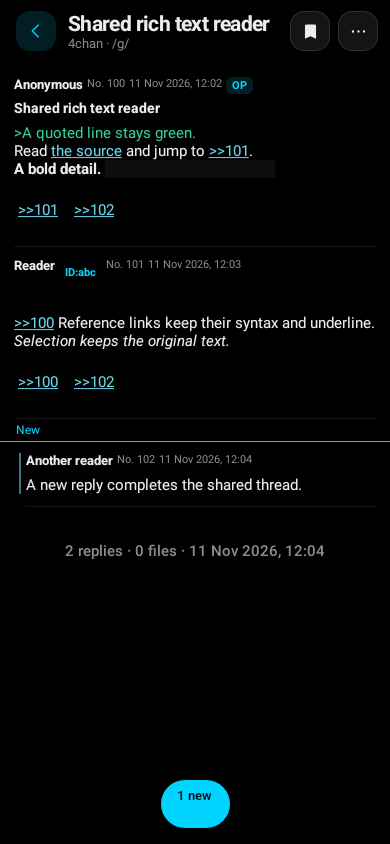 Shared rich text reader
4chan · /g/
Anonymous No. 100 11 Nov 2026, 12:02 OP
Shared rich text reader
>A quoted line stays green.
Read the source and jump to >>101.
A bold detail.
>>101 >>102
Reader ID:abc No. 101 11 Nov 2026, 12:03
>>100 Reference links keep their syntax and underline.
Selection keeps the original text.
>>100 >>102
New
Another reader No. 102 11 Nov 2026, 12:04
A new reply completes the shared thread.
2 replies · 0 files · 11 Nov 2026, 12:04
1 new